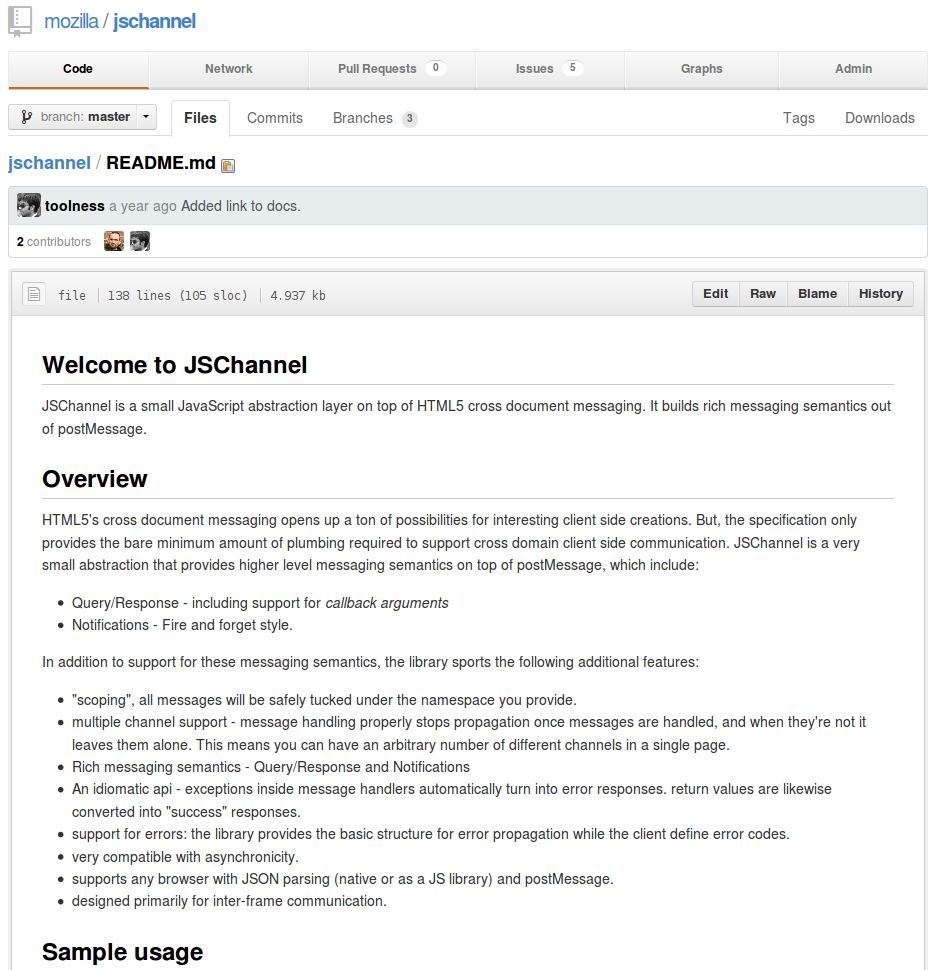 mozilla / jschannel
Code Network Pull Requests 0 Issues 5 Graphs Admin
branch: master Files Commits Branches 3 Tags Downloads
jschannel / README.md
toolness a year ago Added link to docs.
2 contributors
file 138 lines (105 sloc) 4.937 kb Edit Raw Blame History
Welcome to JSChannel
JSChannel is a small JavaScript abstraction layer on top of HTML5 cross document messaging. It builds rich messaging semantics out
of postMessage.
Overview
HTML5's cross document messaging opens up a ton of possibilities for interesting client side creations. But, the specification only
provides the bare minimum amount of plumbing required to support cross domain client side communication. JSChannel is a very
small abstraction that provides higher level messaging semantics on top of postMessage, which include:
• Query/Response - including support for callback arguments
• Notifications - Fire and forget style.
In addition to support for these messaging semantics, the library sports the following additional features:
• "scoping", all messages will be safely tucked under the namespace you provide.
• multiple channel support - message handling properly stops propagation once messages are handled, and when they're not it
leaves them alone. This means you can have an arbitrary number of different channels in a single page.
• Rich messaging semantics - Query/Response and Notifications
• An idiomatic api - exceptions inside message handlers automatically turn into error responses. return values are likewise
converted into "success" responses.
• support for errors: the library provides the basic structure for error propagation while the client define error codes.
• very compatible with asynchronicity.
• supports any browser with JSON parsing (native or as a JS library) and postMessage.
• designed primarily for inter-frame communication.
Sample usage